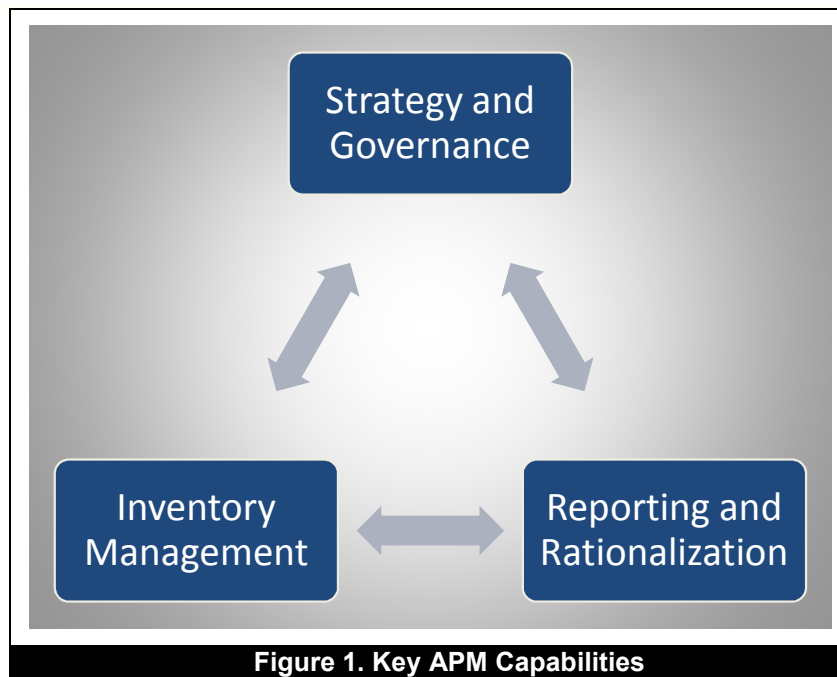 Strategy and
Governance
Inventory
Management
Reporting and
Rationalization
Figure 1. Key APM Capabilities